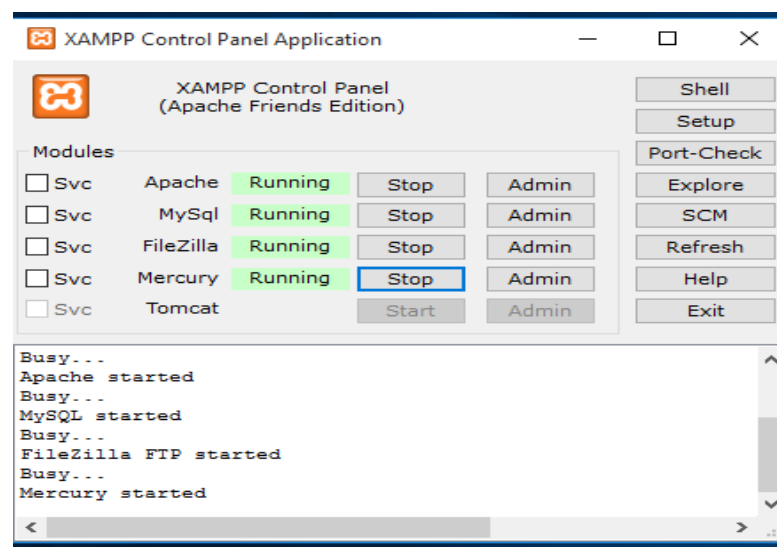 XAMPP Control Panel Application
XAMPP Control Panel
(Apache Friends Edition)
Shell
Setup
Port-Check
Explore
SCM
Refresh
Help
Exit
Modules
Svc Apache Running Stop Admin
Svc MySql Running Stop Admin
Svc FileZilla Running Stop Admin
Svc Mercury Running Stop Admin
Svc Tomcat Start Admin
Busy...
Apache started
Busy...
MySQL started
Busy...
FileZilla FTP started
Busy...
Mercury started